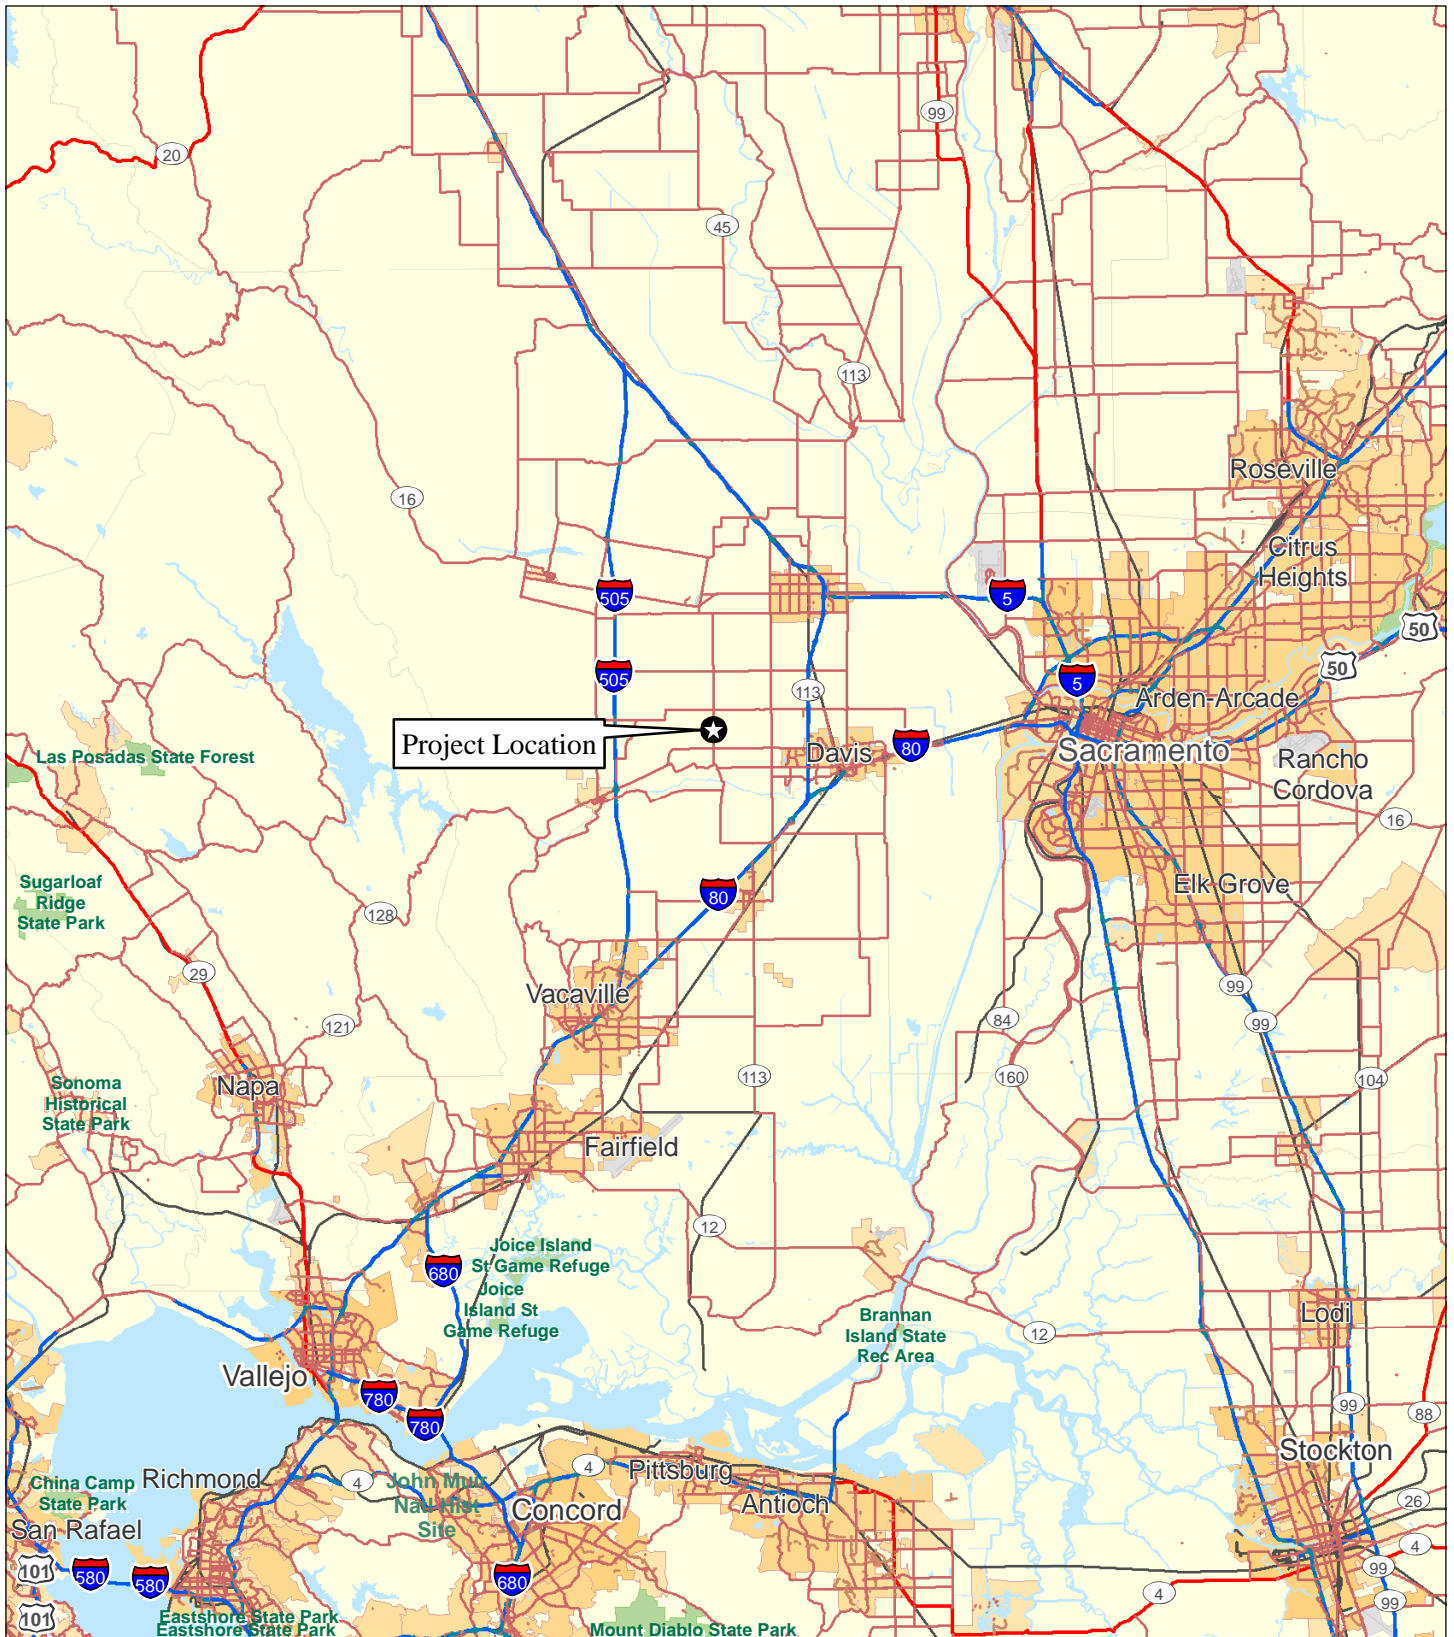 99
20
45
113
16
Roseville
Citrus
Heights
505
5
50
50
505
113
5
Arden-Arcade
Project Location
Davis
80
Sacramento
Rancho
Cordova
Las Posadas State Forest
16
Sugarloaf
Ridge
State Park
128
80
Elk Grove
29
Vacaville
99
99
121
84
160
113
104
Napa
Sonoma
Historical
State Park
Fairfield
12
Joice Island
St Game Refuge
Joice
Island St
Game Refuge
680
Brannan
Island State
Rec Area
12
Lodi
Vallejo
780
780
99
88
Stockton
Richmond
4
John Muir
Natl Hist
Site
4
Pittsburg
Antioch
Concord
China Camp
State Park
San Rafael
26
4
101
580
580
680
99
4
99
101
Eastshore State Park
Eastshore State Park
Mount Diablo State Park